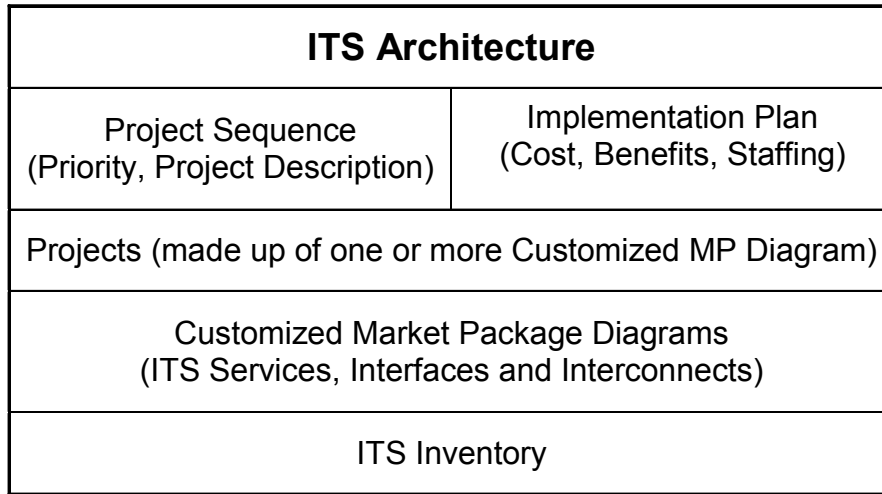 ITS Architecture
Project Sequence
(Priority, Project Description)
Implementation Plan
(Cost, Benefits, Staffing)
Projects (made up of one or more Customized MP Diagram)
Customized Market Package Diagrams
(ITS Services, Interfaces and Interconnects)
ITS Inventory